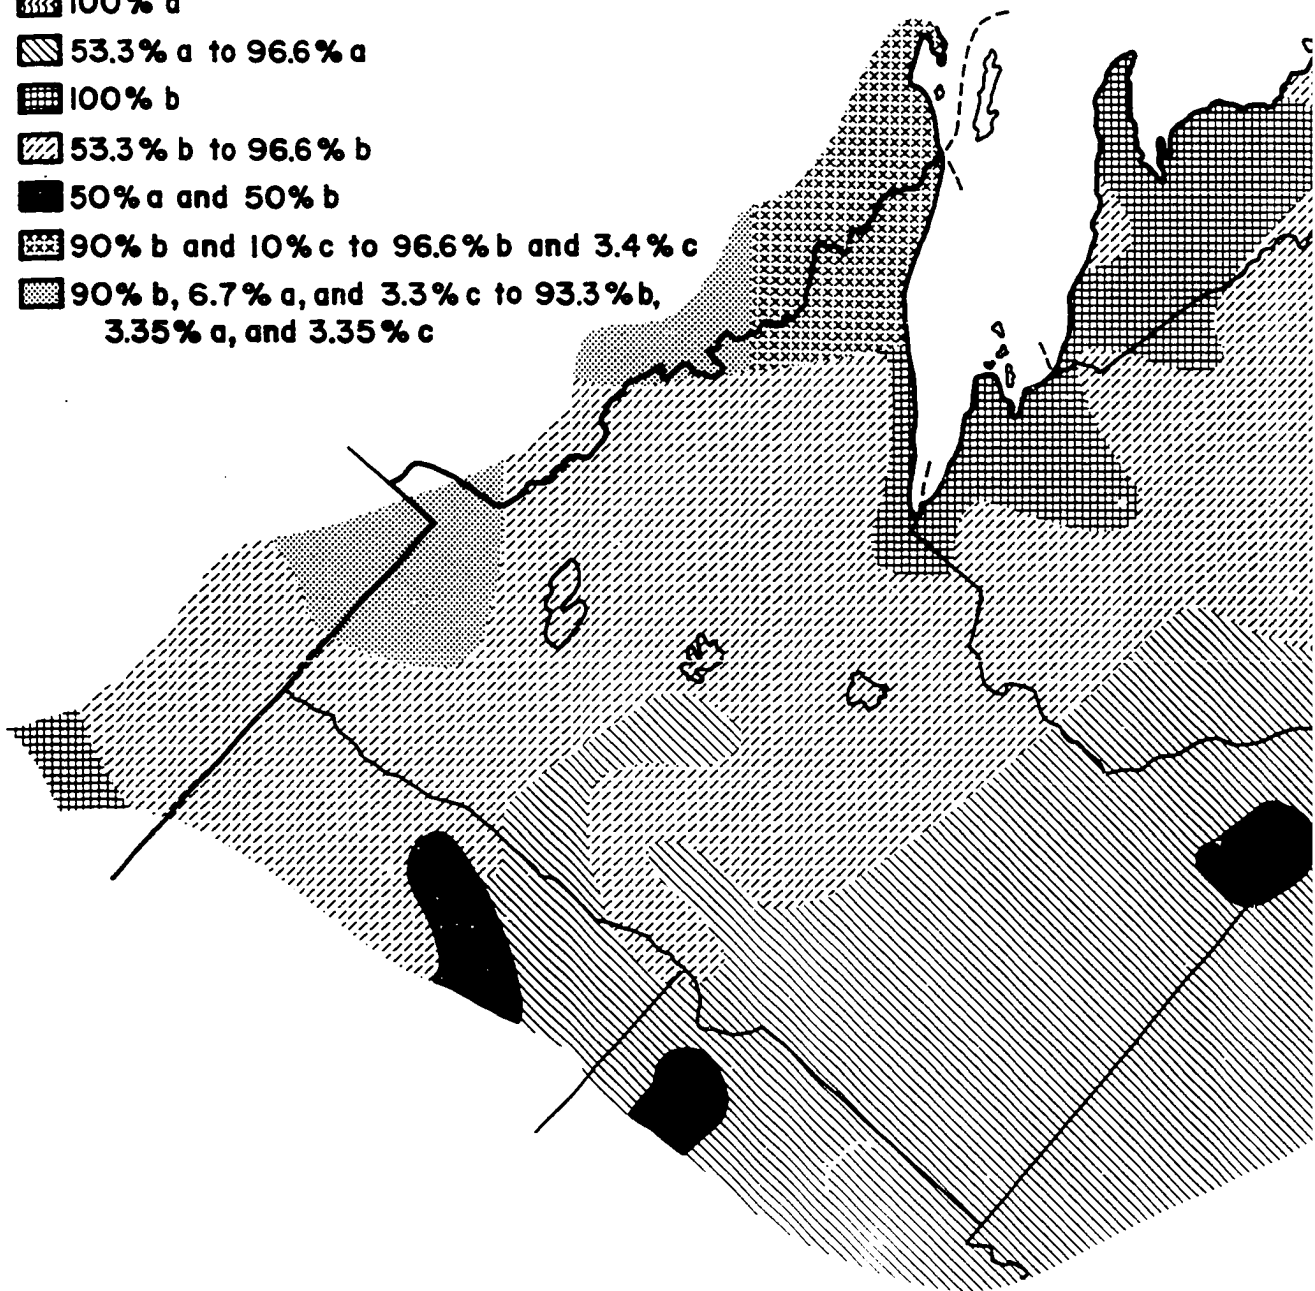 100% a
53.3% a to 96.6% a
100% b
53.3% b to 96.6% b
50% a and 50% b
90% b and 10% c to 96.6% b and 3.4% c
90% b, 6.7% a, and 3.3% c to 93.3% b,
3.35% a, and 3.35% c